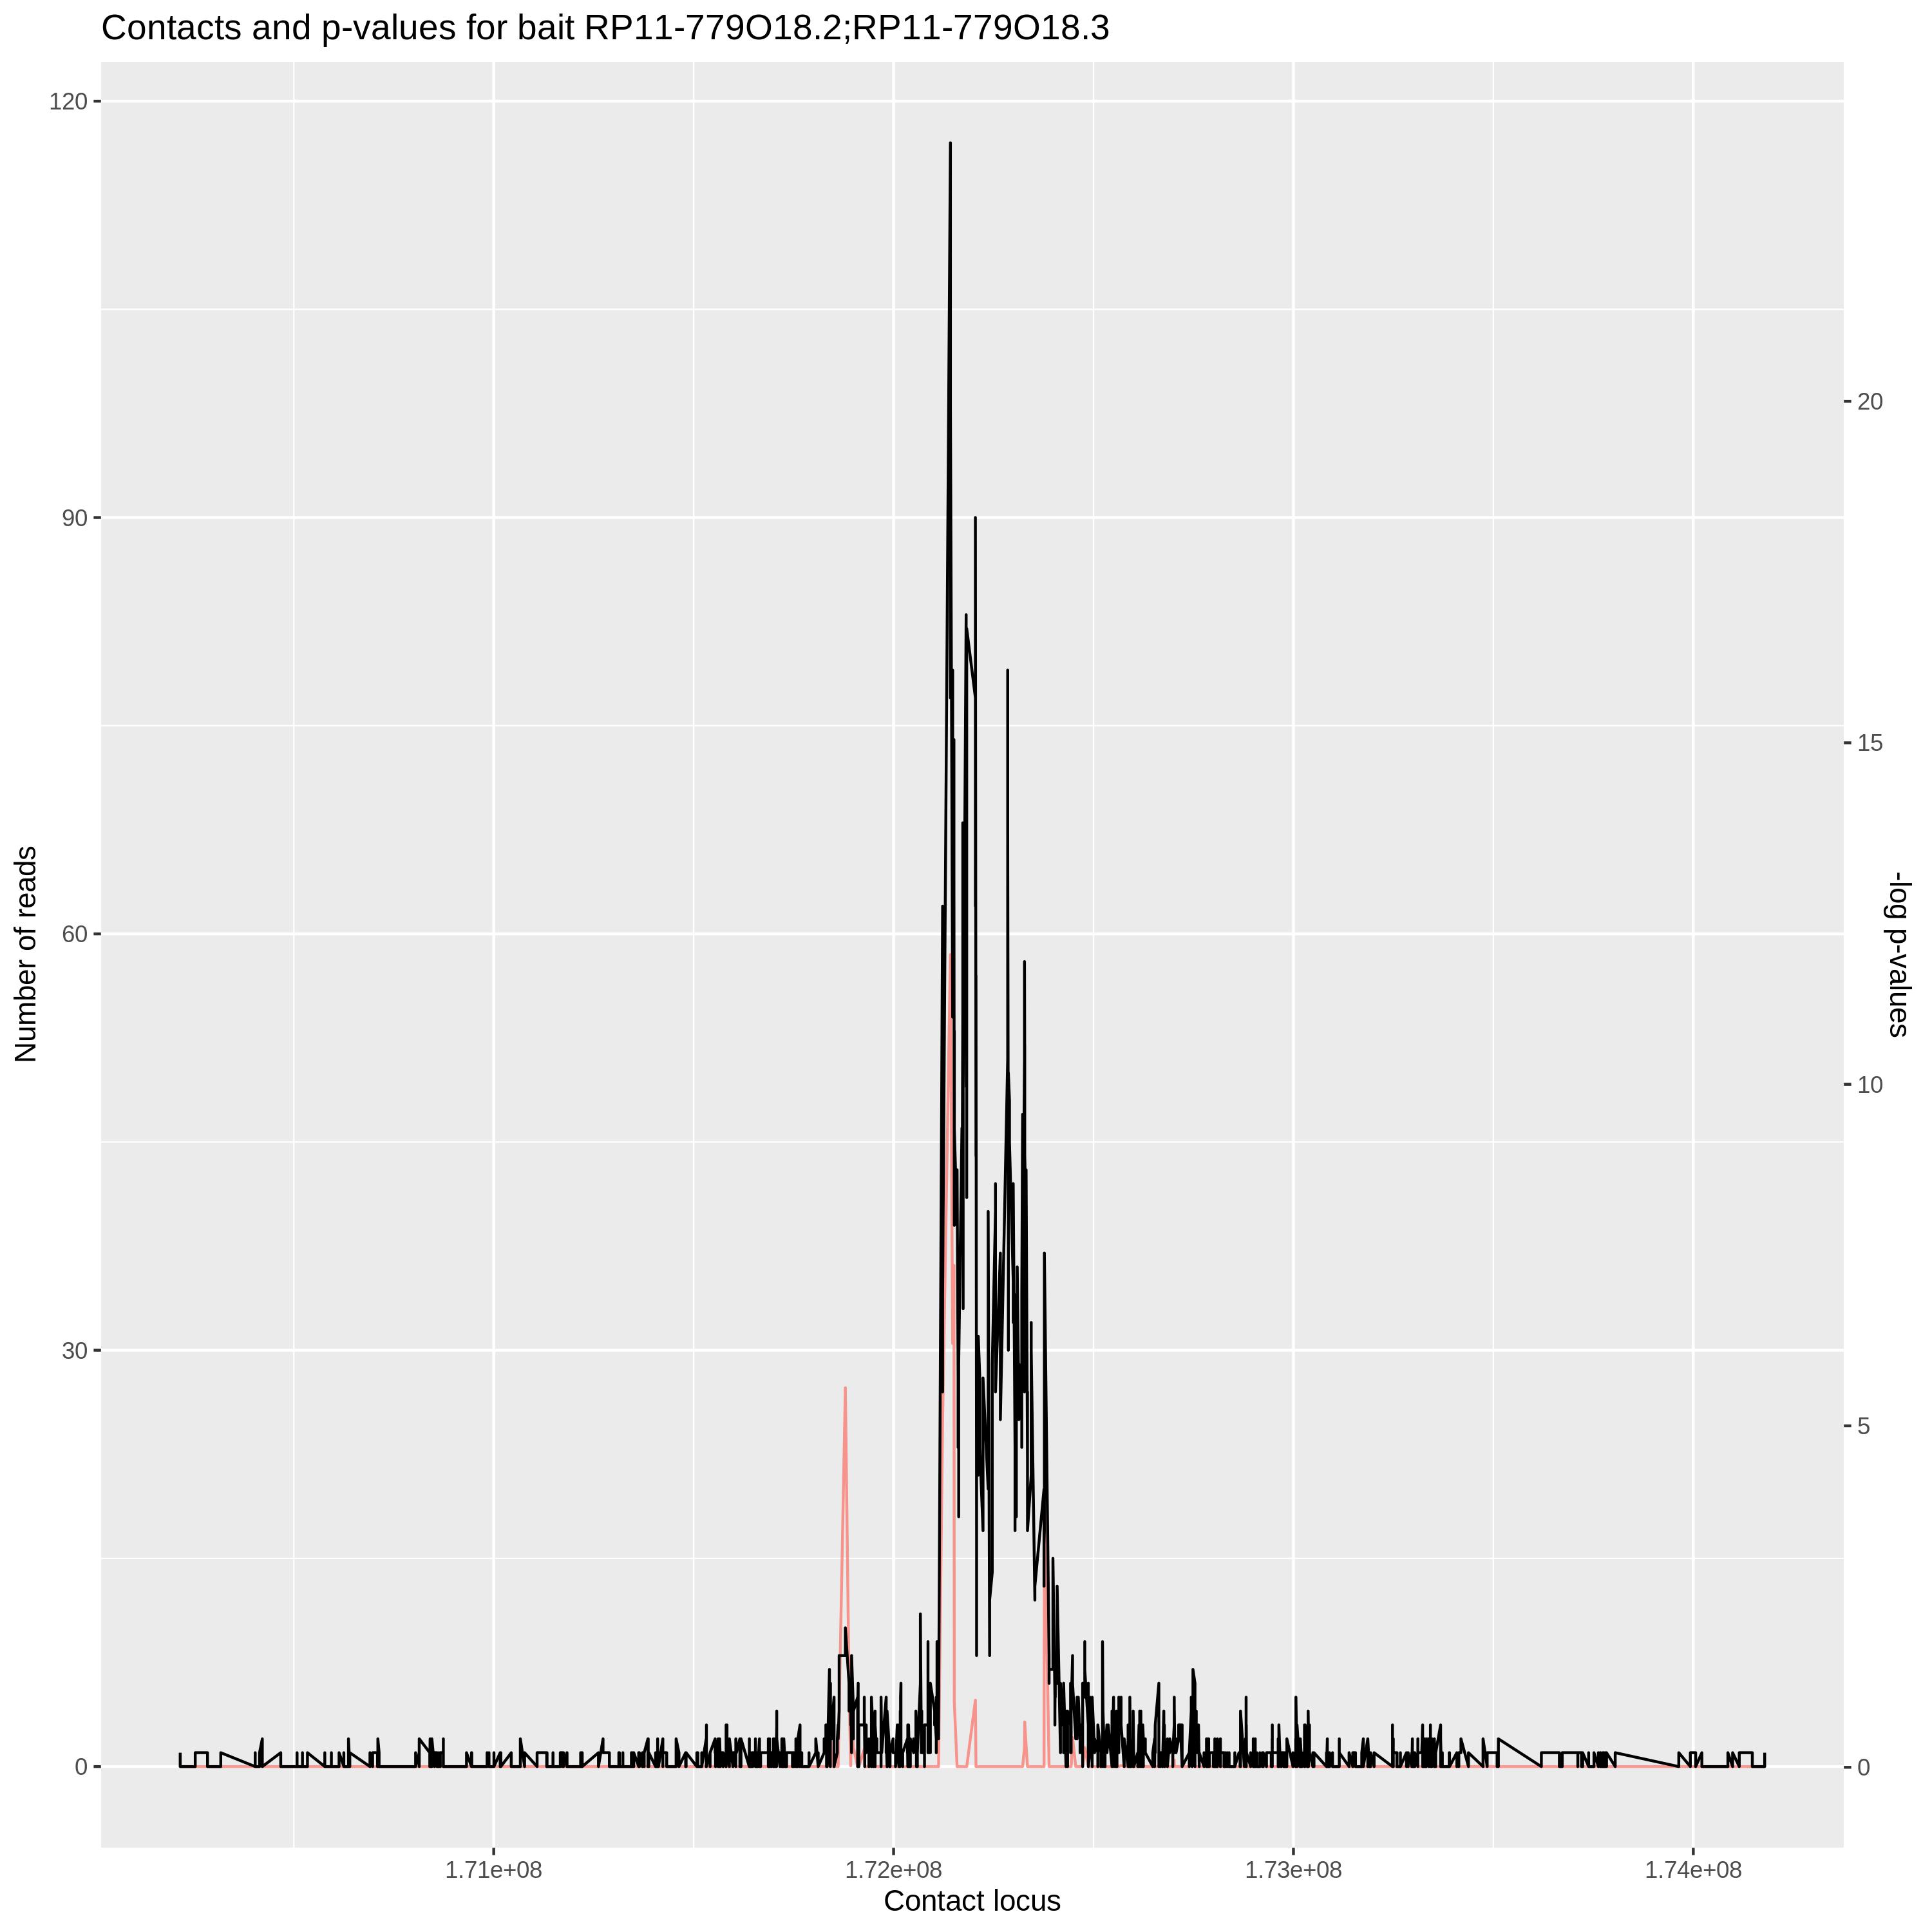 Contacts and p-values for bait RP11-779O18.2;RP11-779O18.3
120
90
60
30
0
Number of reads
20
15
10
5
0
-log p-values
1.71e+08
1.72e+08
1.73e+08
1.74e+08
Contact locus